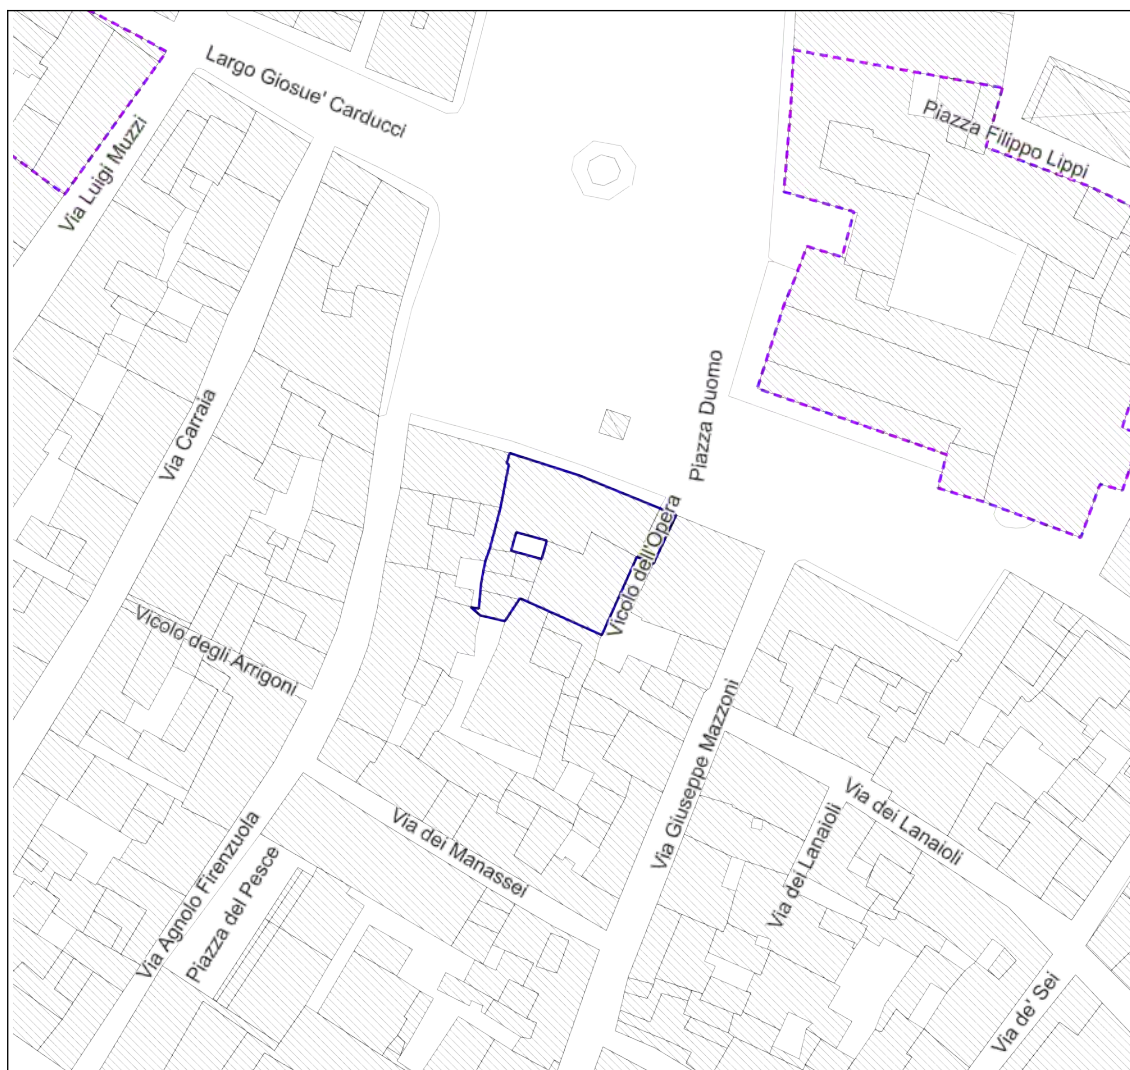 Largo Giosue' Carducci
Piazza Filippo Lippi
Via Luigi Muzzi
Piazza Duomo
Via Carraia
Vicolo dell'Opera
Vicolo degli Arrigoni
Via Giuseppe Mazzoni
Via dei Lanaioli
Via dei Manassei
Via dei Lanaioli
Via Agnolo Firenzuola
Piazza del Pesce
Via de' Sei